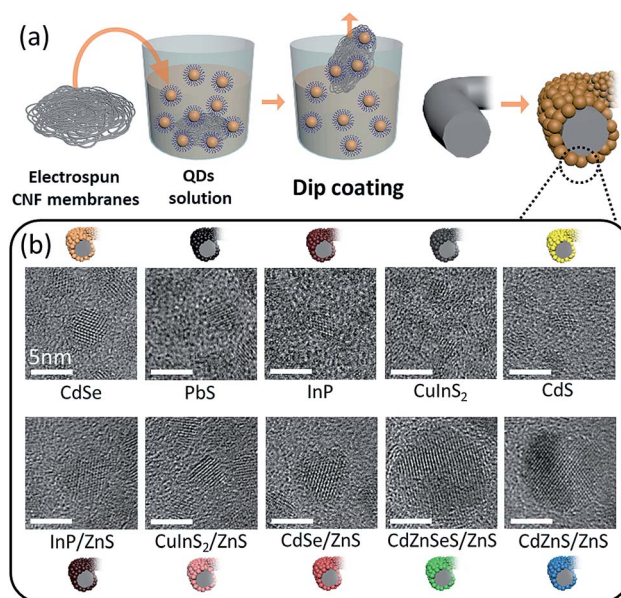 (a)
Electrospun
CNF membranes
QDs
solution
Dip coating
(b)
5nm
CdSe
PbS
InP
CuInS₂
CdS
InP/ZnS
CuInS₂/ZnS
CdSe/ZnS
CdZnSeS/ZnS
CdZnS/ZnS